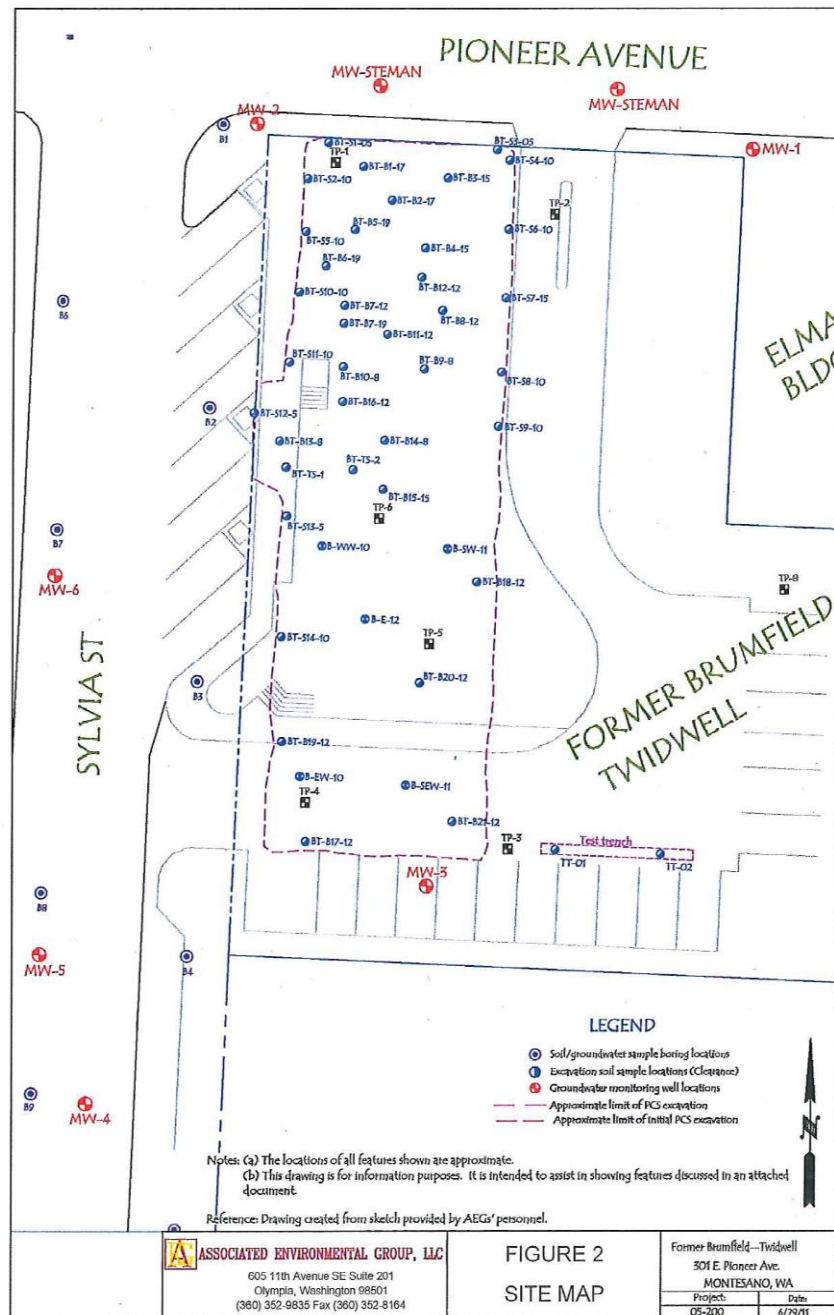 PIONEER AVENUE
MW-STEMAN
MW-STEMAN
MW-2
B1
MW-1
BT-S1-05
TP-1
BT-B1-17
BT-S2-10
BT-B2-17
BT-B3-15
BT-S3-05
BT-S4-10
TP-2
BT-S5-10
BT-B5-19
BT-B4-15
BT-S6-10
BT-B6-19
BT-B12-12
BT-S10-10
BT-B7-12
BT-B8-12
BT-S7-15
B6
BT-B7-19
BT-B11-12
ELMA
BLDG
BT-S11-10
BT-B10-8
BT-B9-8
BT-S8-10
BT-B16-12
B2
BT-S12-5
BT-S9-10
BT-B13-8
BT-B14-8
BT-TS-1
BT-TS-2
BT-B15-15
BT-S13-5
TP-6
B7
B-WW-10
B-SW-11
MW-6
BT-B18-12
TP-8
B-E-12
BT-S14-10
TP-5
B3
BT-B20-12
FORMER BRUMFIELD
TWIDWELL
SYLVIA ST
BT-B19-12
B-EW-10
B-SEW-11
TP-4
BT-B21-12
BT-B17-12
TP-3
Test trench
TT-01
TT-02
MW-3
B8
MW-5
B4
B9
MW-4
LEGEND
Soil/groundwater sample boring locations
Excavation soil sample locations (Clearance)
Groundwater monitoring well locations
Approximate limit of PCS excavation
Approximate limit of initial PCS excavation
N
Notes: (a) The locations of all features shown are approximate.
(b) This drawing is for information purposes. It is intended to assist in showing features discussed in an attached
document.
Reference: Drawing created from sketch provided by AEGs' personnel.
ASSOCIATED ENVIRONMENTAL GROUP, LLC
605 11th Avenue SE Suite 201
Olympia, Washington 98501
(360) 352-9835 Fax (360) 352-8164
FIGURE 2
SITE MAP
Former Brumffield--Twidwell
301 E. Pioneer Ave.
MONTESANO, WA
Project: Date:
05-200 6/29/11